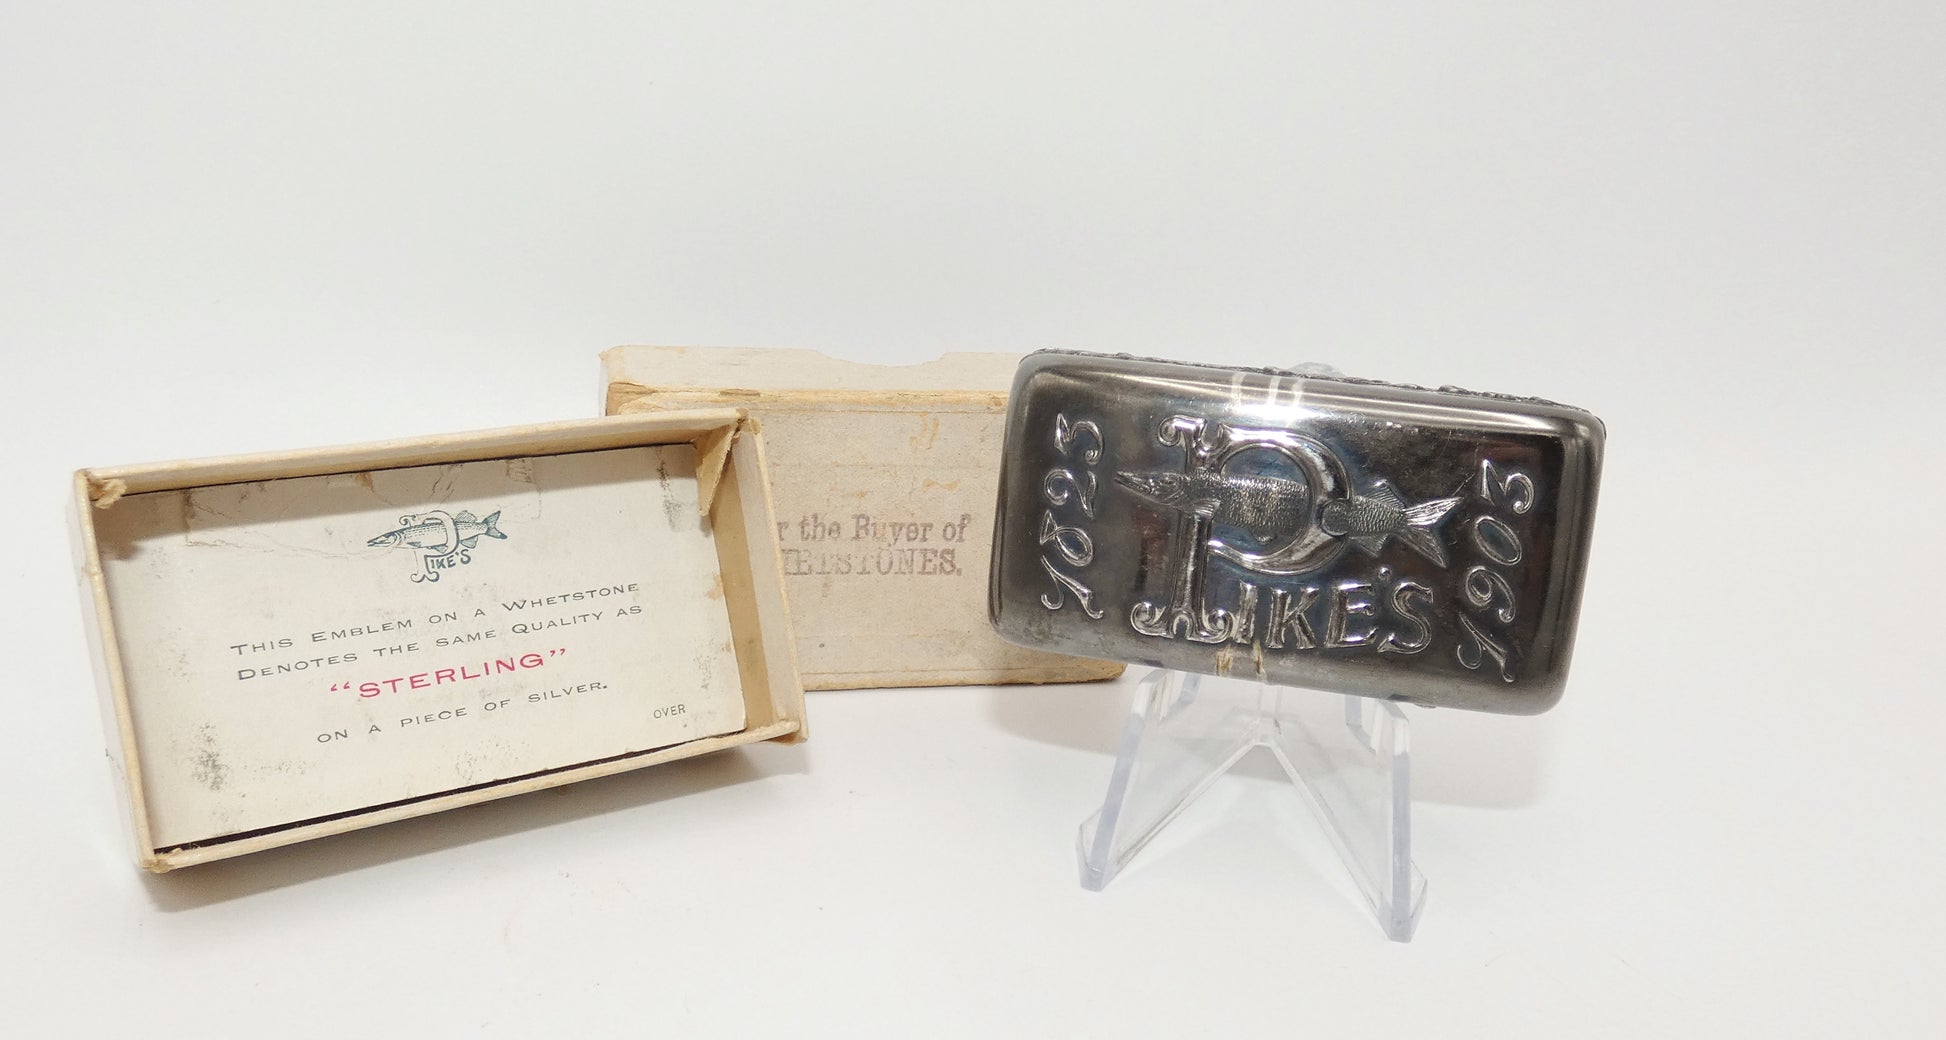 PIKE'S
THIS EMBLEM ON A WHETSTONE
DENOTES THE SAME QUALITY AS
“STERLING”
ON A PIECE OF SILVER.
OVER
the Buyer of
1823
PIKE'S
1903